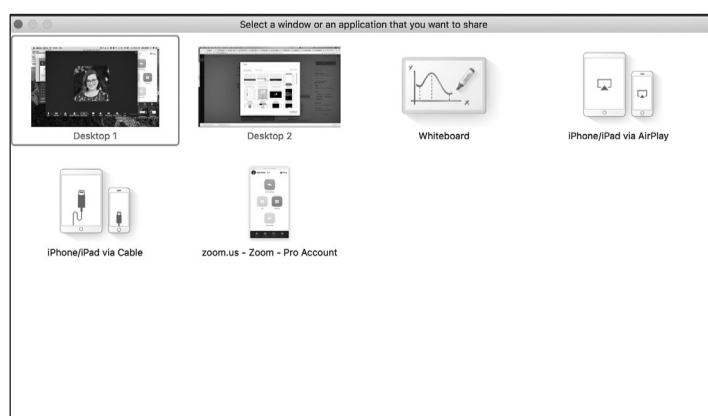 Select a window or an application that you want to share
Desktop 1
Desktop 2
y
x
Whiteboard
iPhone/iPad via AirPlay
iPhone/iPad via Cable
zoom.us - Zoom - Pro Account